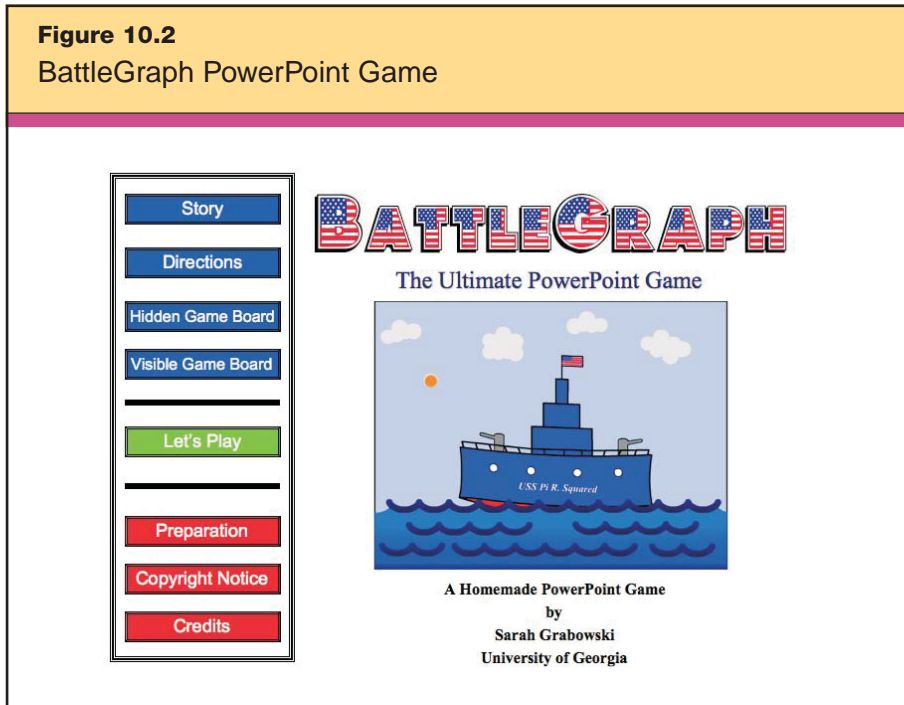 Figure 10.2
BattleGraph PowerPoint Game
Story
Directions
Hidden Game Board
Visible Game Board
Let's Play
Preparation
Copyright Notice
Credits
BATTLEGRAPH
The Ultimate PowerPoint Game
USS Pi R. Squared
A Homemade PowerPoint Game
by
Sarah Grabowski
University of Georgia